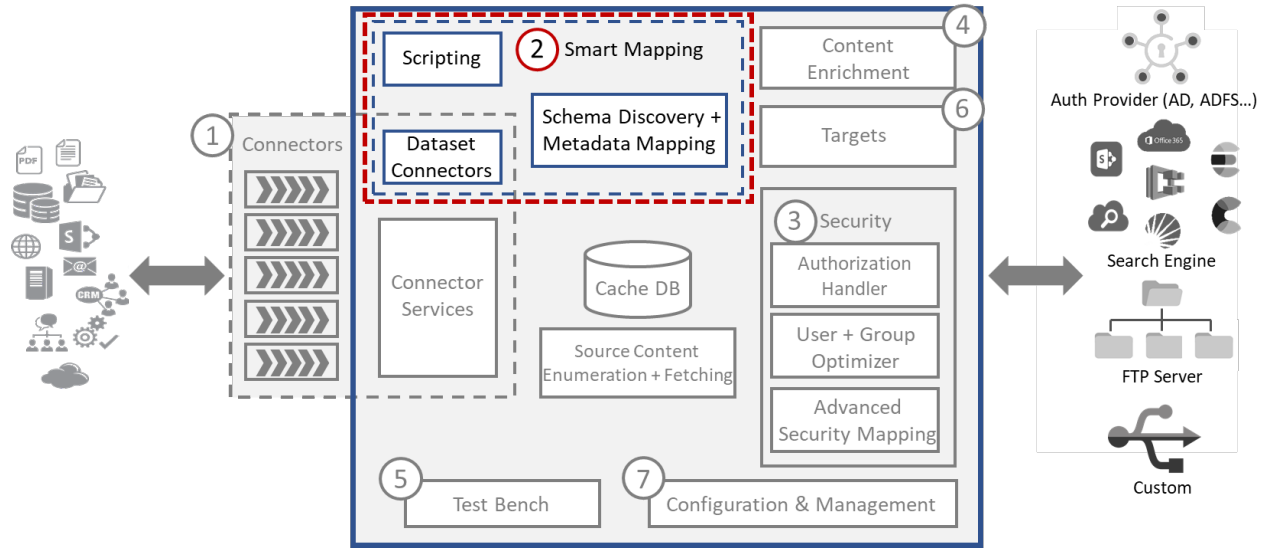 PDF
S
@
CRM
1
Connectors
Scripting
2
Smart Mapping
Dataset
Connectors
Schema Discovery +
Metadata Mapping
Connector
Services
Cache DB
Source Content
Enumeration + Fetching
4
Content
Enrichment
6
Targets
3
Security
Authorization
Handler
User + Group
Optimizer
Advanced
Security Mapping
5
Test Bench
7
Configuration & Management
Auth Provider (AD, ADFS...)
Office 365
S
Search Engine
FTP Server
Custom